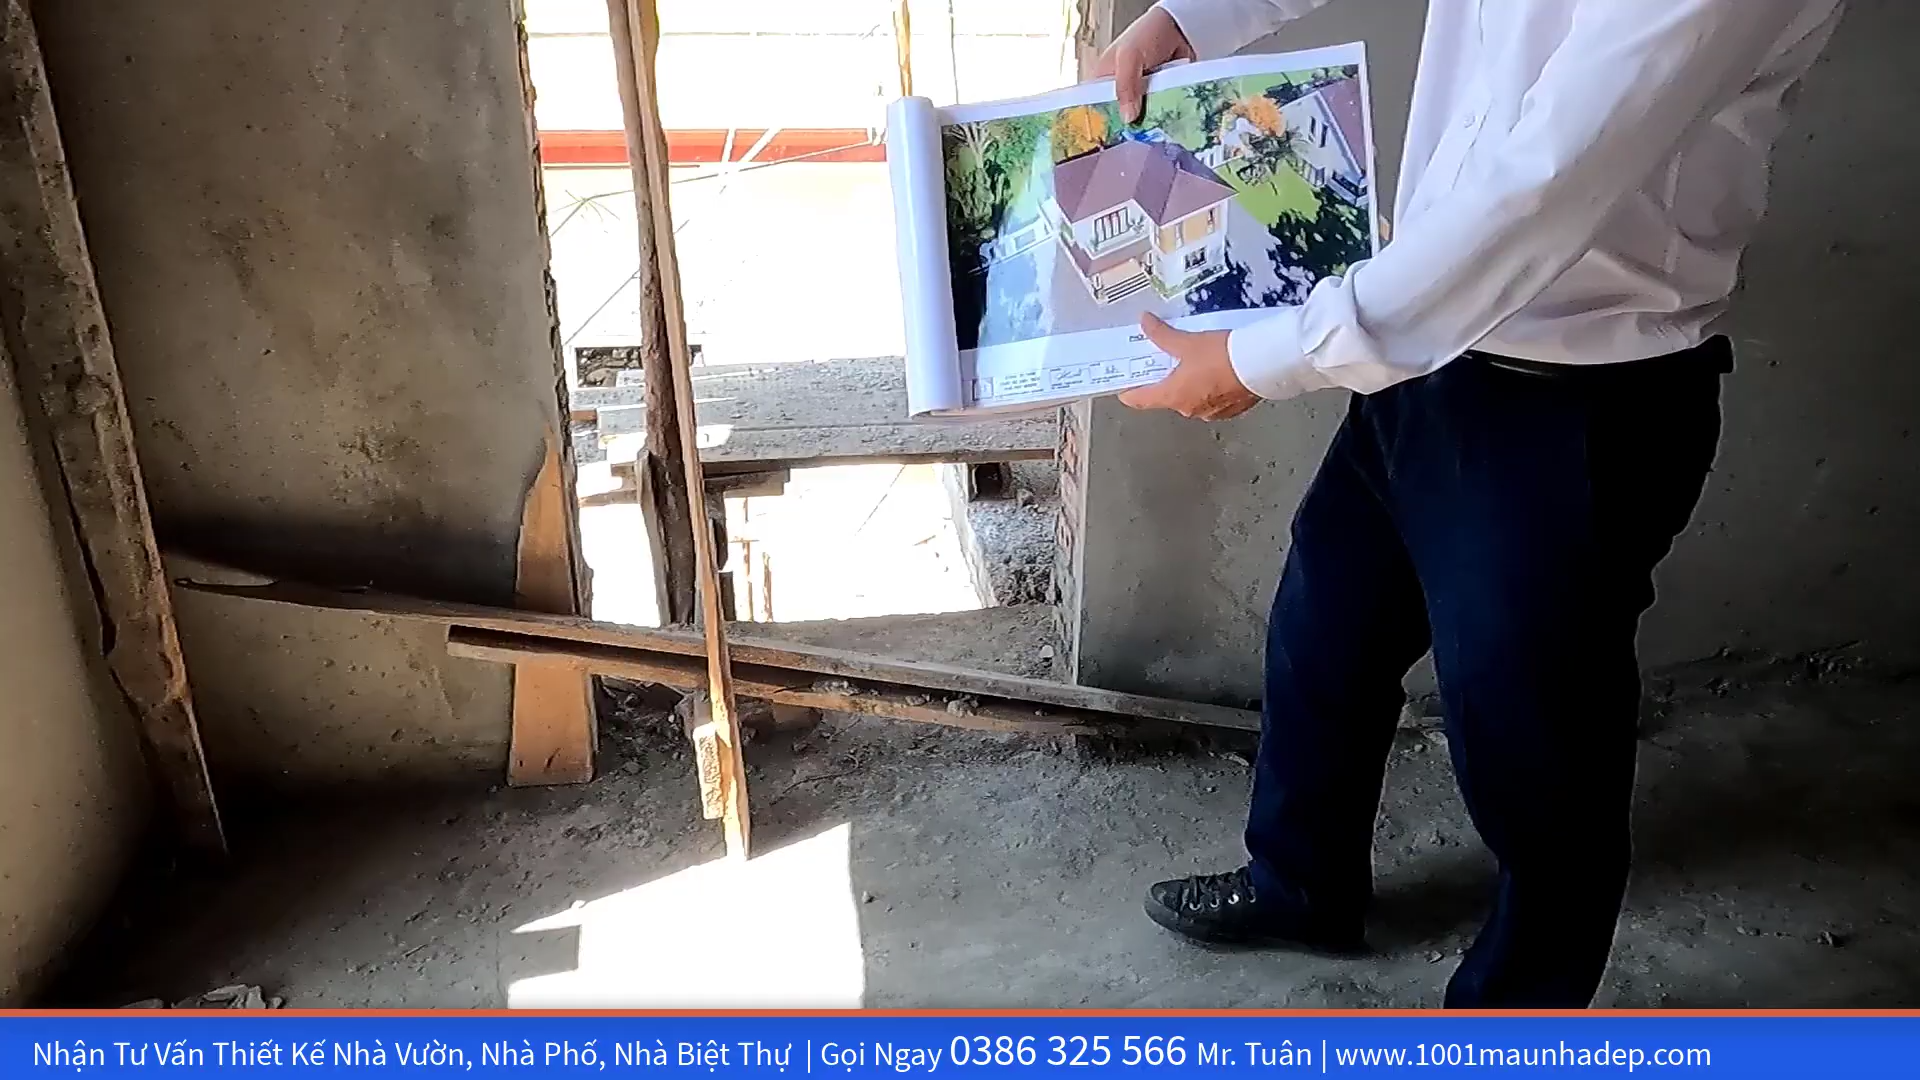 Nhận Tư Vấn Thiết Kế Nhà Vườn, Nhà Phố, Nhà Biệt Thự | Gọi Ngay 0386 325 566 Mr. Tuân | www.1001maunhadep.com